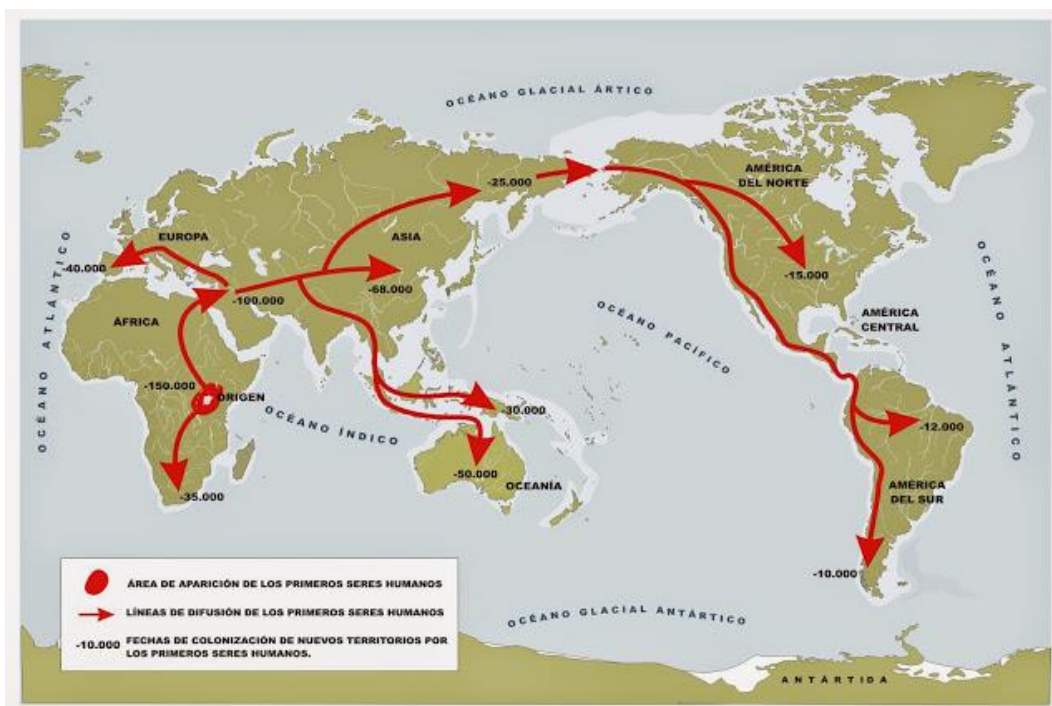 OCÉANO GLACIAL ÁRTICO
AMÉRICA
DEL NORTE
-25.000
EUROPA
ASIA
-40.000
-15.000
-68.000
-100.000
ÁFRICA
AMÉRICA
CENTRAL
OCÉANO ATLÁNTICO
OCÉANO PACÍFICO
OCÉANO ATLÁNTICO
-150.000
ORIGEN
OCÉANO ÍNDICO
-30.000
-12.000
-50.000
OCEANÍA
AMÉRICA
DEL SUR
-35.000
-10.000
ÁREA DE APARICIÓN DE LOS PRIMEROS SERES HUMANOS
LÍNEAS DE DIFUSIÓN DE LOS PRIMEROS SERES HUMANOS
-10.000 FECHAS DE COLONIZACIÓN DE NUEVOS TERRITORIOS POR
LOS PRIMEROS SERES HUMANOS.
OCÉANO GLACIAL ANTÁRTICO
ANTÁRTIDA